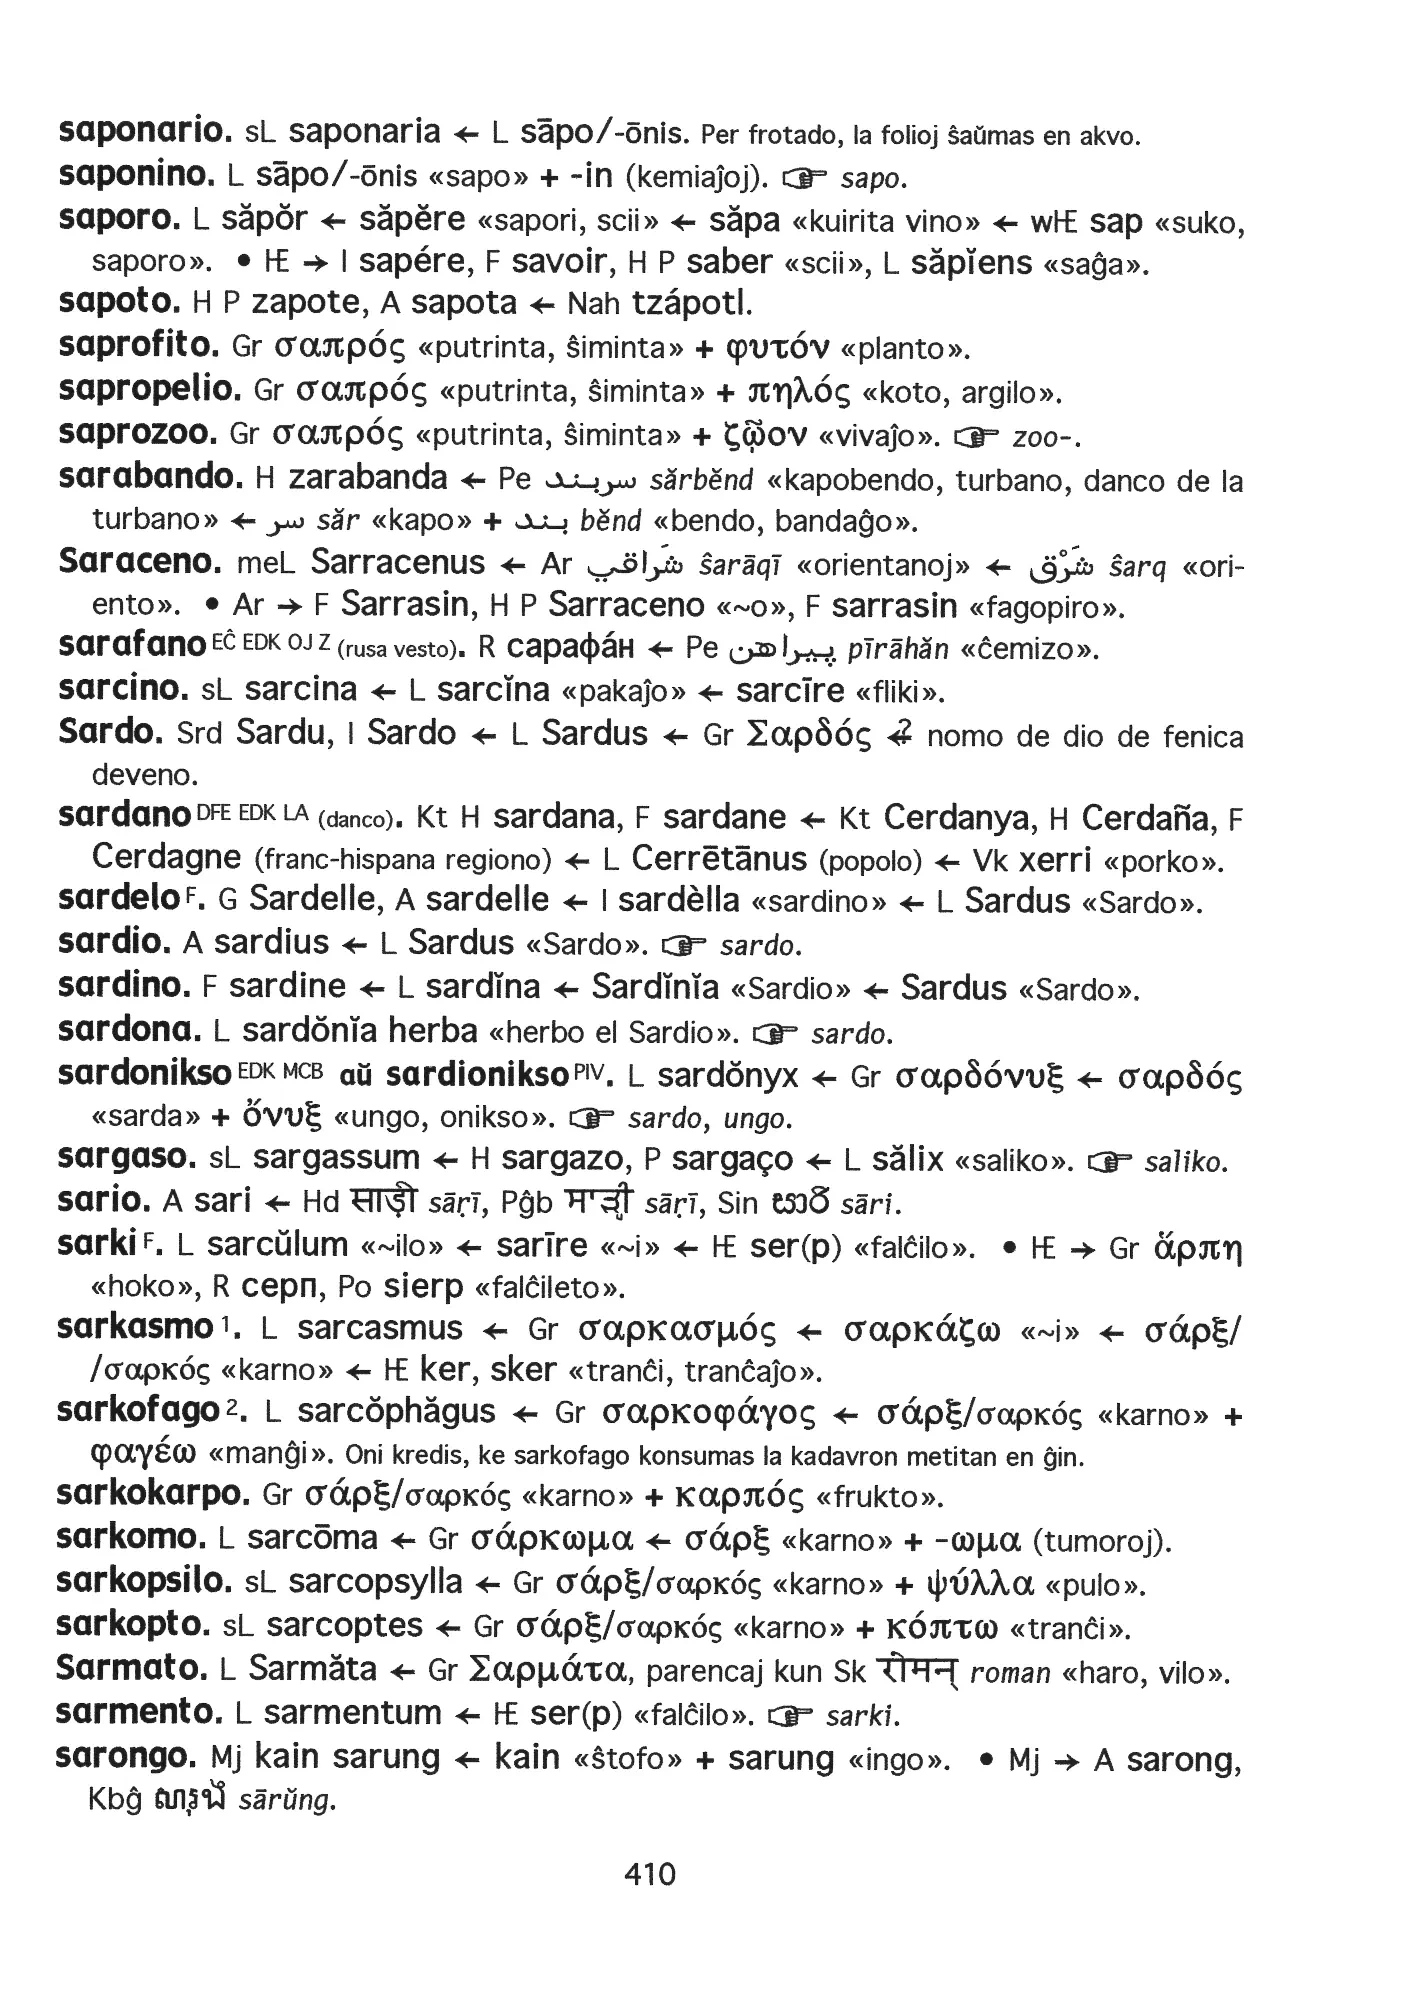 saponario. sL saponaria ← L sāpo/-ōnis. Per frotado, la folioj ŝaŭmas en akvo.
saponino. L sāpo/-ōnis «sapo» + -in (kemiaĵoj). ☞ sapo.
saporo. L săpŏr ← săpĕre «sapori, scii» ← săpa «kuirita vino» ← wIE sap «suko,
saporo». • IE → I sapére, F savoir, H P saber «scii», L săpĭens «saĝa».
sapoto. H P zapote, A sapota ← Nah tzápotl.
saprofito. Gr σαπρός «putrinta, ŝiminta» + φυτόν «planto».
sapropelio. Gr σαπρός «putrinta, ŝiminta» + πηλός «koto, argilo».
saprozoo. Gr σαπρός «putrinta, ŝiminta» + ζῷον «vivaĵo». ☞ zoo-.
sarabando. H zarabanda ← Pe سربند sărbĕnd «kapobendo, turbano, danco de la
turbano» ← سر săr «kapo» + بند bĕnd «bendo, bandaĝo».
Saraceno. meL Sarracenus ← Ar شَراقي ŝarāqī «orientanoj» ← شَرْق ŝarq «ori-
ento». • Ar → F Sarrasin, H P Sarraceno «~o», F sarrasin «fagopiro».
sarafano EĈ EDK OJ Z (rusa vesto). R сарафáн ← Pe پيراهن pīrāhăn «ĉemizo».
sarcino. sL sarcina ← L sarcĭna «pakaĵo» ← sarcīre «fliki».
Sardo. Srd Sardu, I Sardo ← L Sardus ← Gr Σαρδός ←? nomo de dio de fenica
deveno.
sardano DFE EDK LA (danco). Kt H sardana, F sardane ← Kt Cerdanya, H Cerdaña, F
Cerdagne (franc-hispana regiono) ← L Cerrētānus (popolo) ← Vk xerri «porko».
sardelo F. G Sardelle, A sardelle ← I sardèlla «sardino» ← L Sardus «Sardo».
sardio. A sardius ← L Sardus «Sardo». ☞ sardo.
sardino. F sardine ← L sardĭna ← Sardĭnĭa «Sardio» ← Sardus «Sardo».
sardona. L sardŏnĭa herba «herbo el Sardio». ☞ sardo.
sardonikso EDK MCB aŭ sardionikso PIV. L sardŏnyx ← Gr σαρδόνυξ ← σαρδός
«sarda» + ὄνυξ «ungo, onikso». ☞ sardo, ungo.
sargaso. sL sargassum ← H sargazo, P sargaço ← L sălix «saliko». ☞ saliko.
sario. A sari ← Hd साड़ी sāṛī, Pĝb ਸਾੜੀ sāṛī, Sin සාරි sāri.
sarki F. L sarcŭlum «~ilo» ← sarīre «~i» ← IE ser(p) «falĉilo». • IE → Gr ἅρπη
«hoko», R серп, Po sierp «falĉileto».
sarkasmo 1. L sarcasmus ← Gr σαρκασμός ← σαρκάζω «~i» ← σάρξ/
/σαρκός «karno» ← IE ker, sker «tranĉi, tranĉaĵo».
sarkofago 2. L sarcŏphăgus ← Gr σαρκοφάγος ← σάρξ/σαρκός «karno» +
φαγέω «manĝi». Oni kredis, ke sarkofago konsumas la kadavron metitan en ĝin.
sarkokarpo. Gr σάρξ/σαρκός «karno» + καρπός «frukto».
sarkomo. L sarcōma ← Gr σάρκωμα ← σάρξ «karno» + -ωμα (tumoroj).
sarkopsilo. sL sarcopsylla ← Gr σάρξ/σαρκός «karno» + ψύλλα «pulo».
sarkopto. sL sarcoptes ← Gr σάρξ/σαρκός «karno» + κόπτω «tranĉi».
Sarmato. L Sarmăta ← Gr Σαρμάτα, parencaj kun Sk रोमन् roman «haro, vilo».
sarmento. L sarmentum ← IE ser(p) «falĉilo». ☞ sarki.
sarongo. Mj kain sarung ← kain «ŝtofo» + sarung «ingo». • Mj → A sarong,
Kbĝ sārŭng.
410